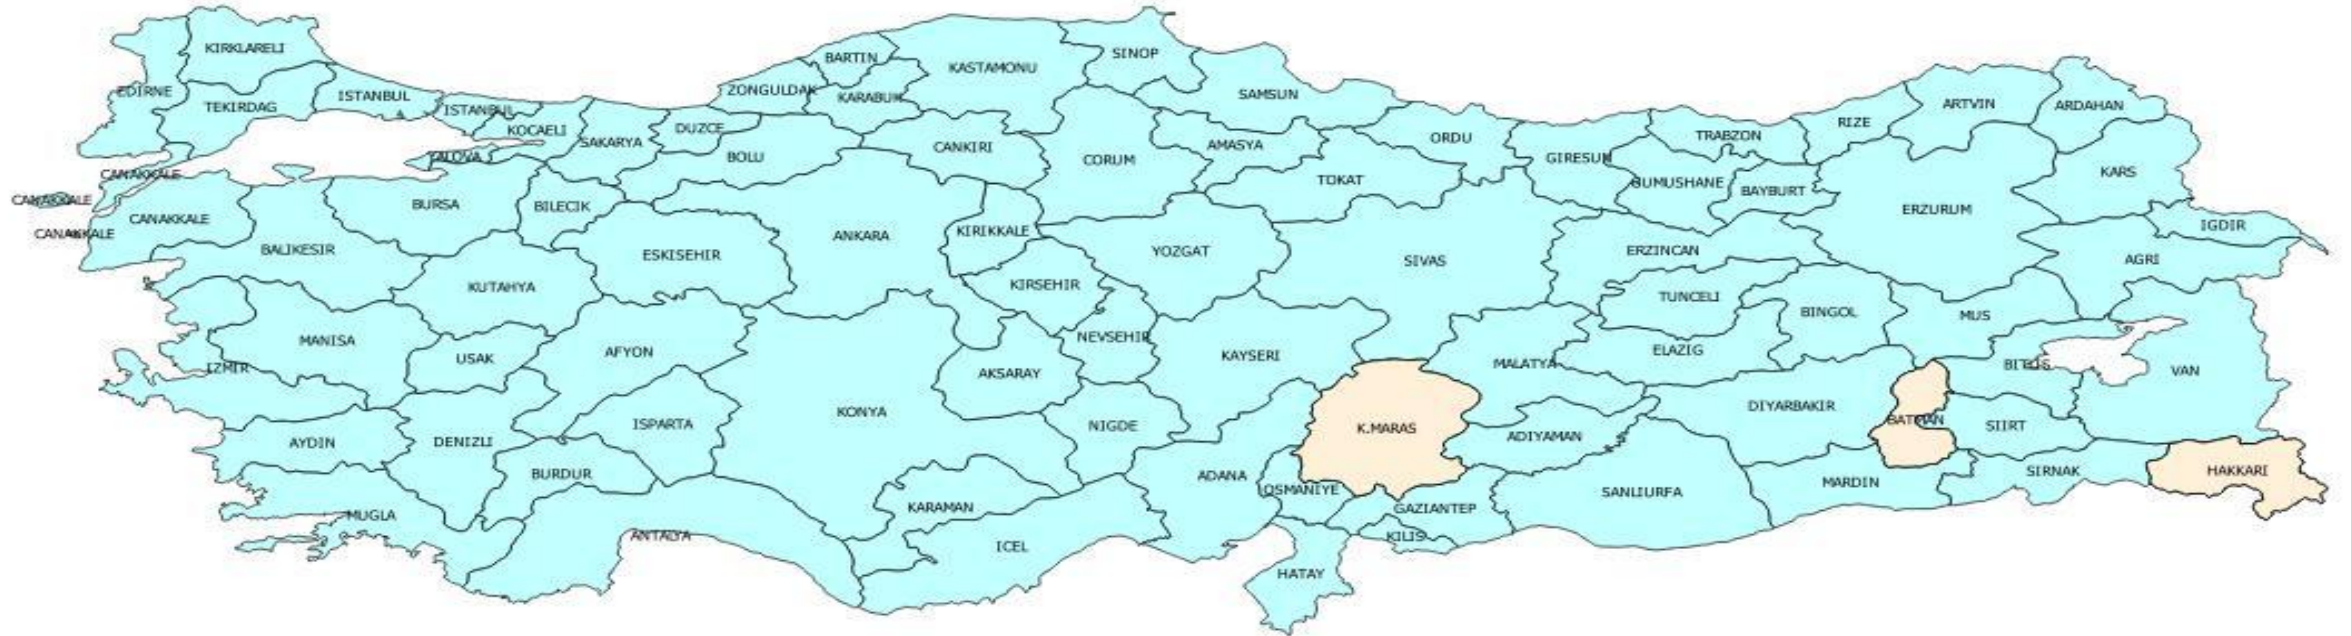 KIRKLARELI
EDIRNE
TEKIRDAG
ISTANBUL
ISTANBUL
KOCAELI
SAKARYA
YALOVA
DUZCE
BOLU
ZONGULDAK
BARTIN
KARABUK
KASTAMONU
SINOP
SAMSUN
CANKIRI
CORUM
AMASYA
TOKAT
ORDU
GIRESUN
GUMUSHANE
TRABZON
BAYBURT
RIZE
ARTVIN
ARDAHAN
KARS
IGDIR
AGRI
ERZURUM
ERZINCAN
CANAKKALE
CANAKKALE
CANAKKALE
CANAKKALE
BALIKESIR
BURSA
BILECIK
ESKISEHIR
KUTAHYA
ANKARA
KIRIKKALE
KIRSEHIR
YOZGAT
SIVAS
TUNCELI
BINGOL
MUS
MANISA
IZMIR
USAK
AFYON
KONYA
AKSARAY
NEVSEHIR
KAYSERI
MALATYA
ELAZIG
DIYARBAKIR
BITLIS
VAN
AYDIN
DENIZLI
ISPARTA
BURDUR
NIGDE
ADANA
K.MARAS
ADIYAMAN
BATMAN
SIIRT
SIRNAK
HAKKARI
MUGLA
ANTALYA
KARAMAN
ICEL
OSMANIYE
GAZIANTEP
KILIS
HATAY
SANLIURFA
MARDIN